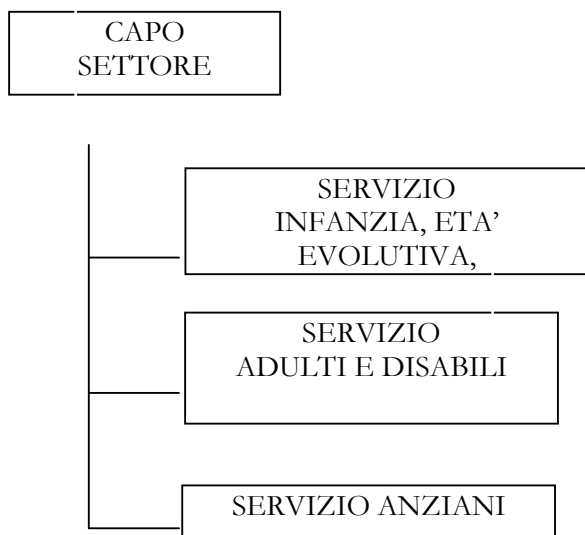 CAPO
SETTORE
SERVIZIO
INFANZIA, ETA’
EVOLUTIVA,
SERVIZIO
ADULTI E DISABILI
SERVIZIO ANZIANI